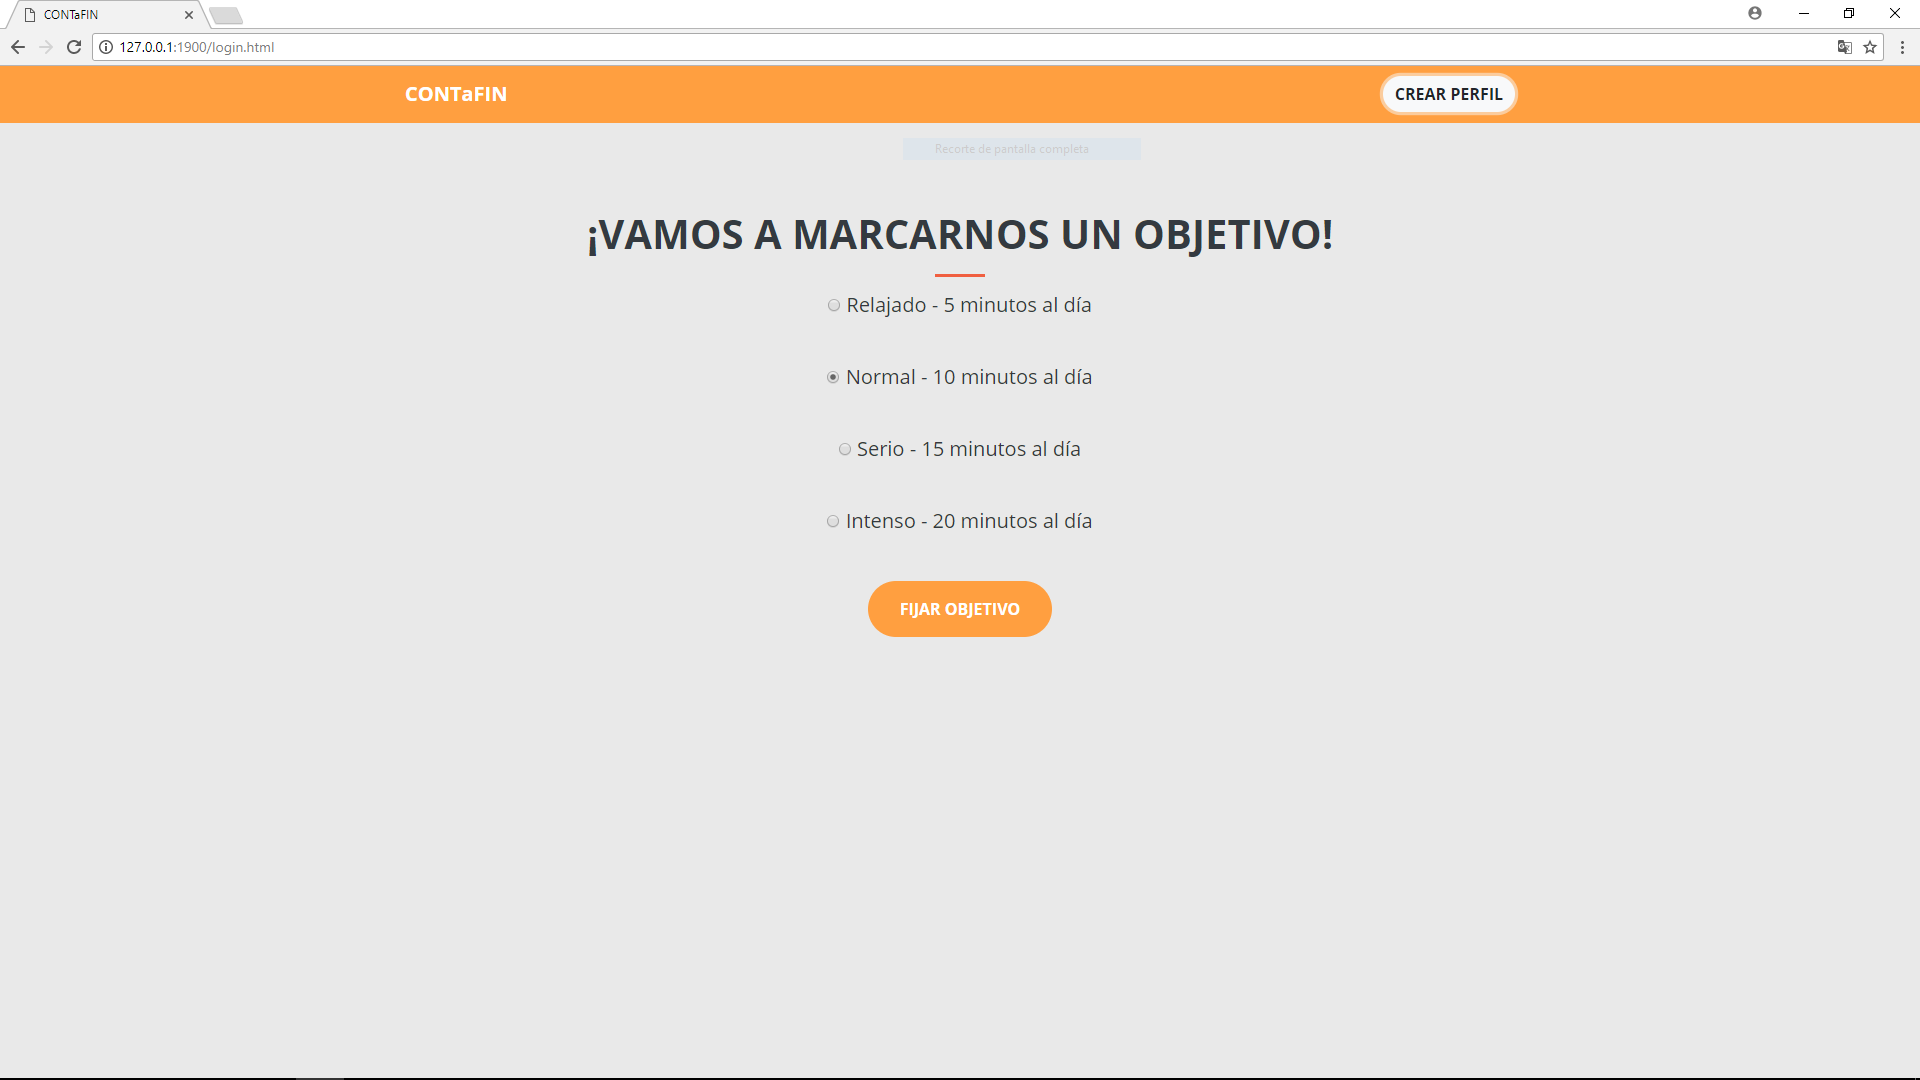 CONTaFIN
127.0.0.1:1900/login.html
CONTaFIN
CREAR PERFIL
Recorte de pantalla completa
¡VAMOS A MARCARNOS UN OBJETIVO!
Relajado - 5 minutos al día
Normal - 10 minutos al día
Serio - 15 minutos al día
Intenso - 20 minutos al día
FIJAR OBJETIVO